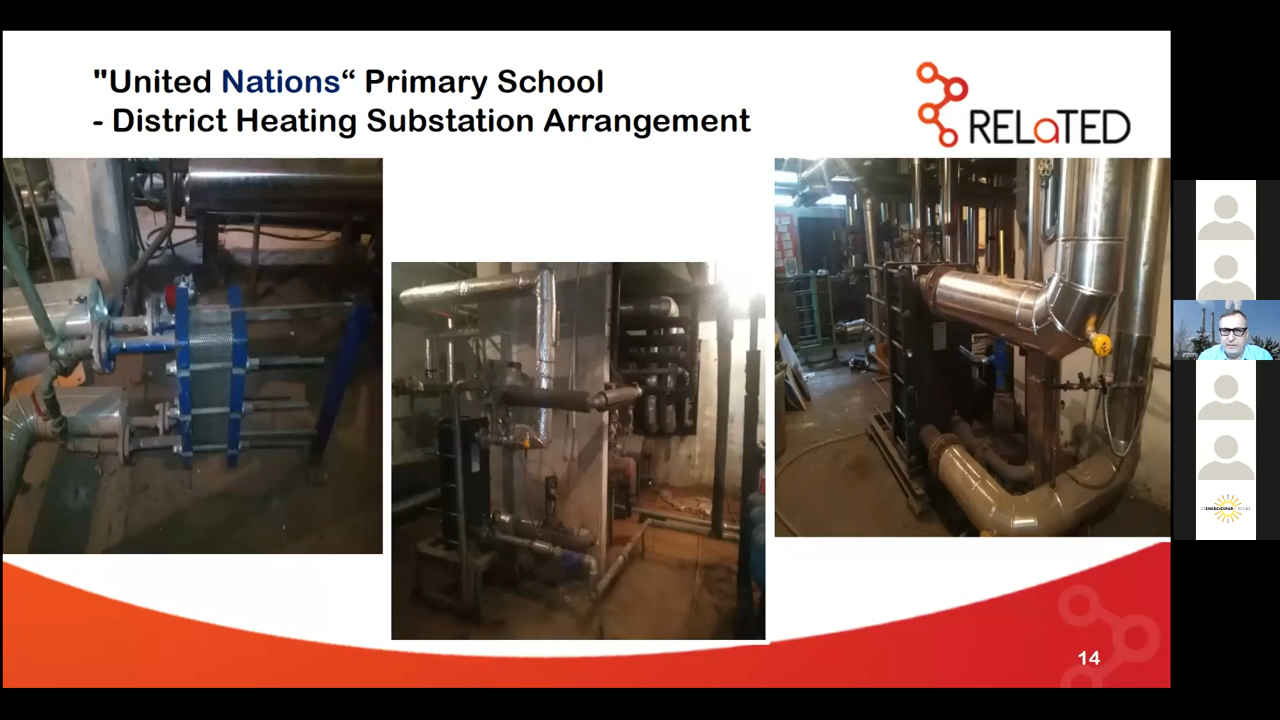 "United Nations“ Primary School
- District Heating Substation Arrangement
RELaTED
14